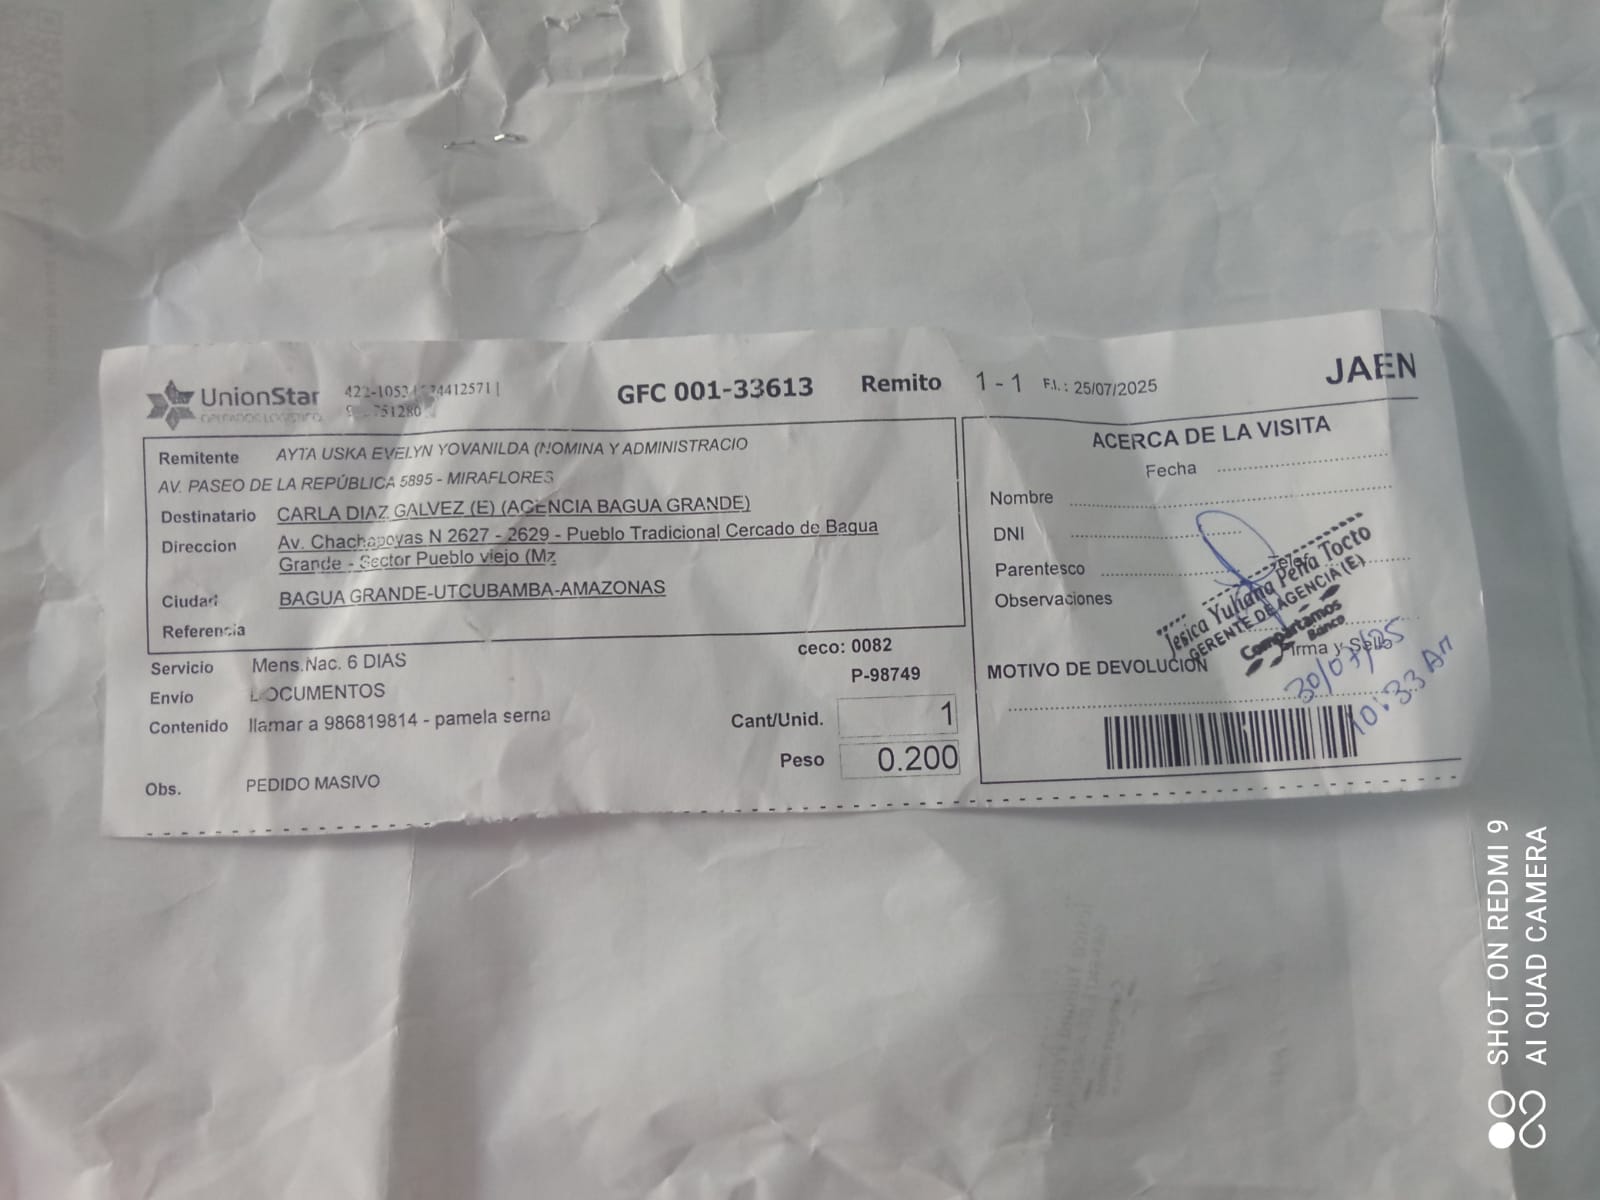 UnionStar
OPERADOR LOGISTICO
GFC 001-33613 Remito 1 - 1 F.I.: 25/07/2025
JAEN
Remitente AYTA USKA EVELYN YOVANILDA (NOMINA Y ADMINISTRACIO
AV. PASEO DE LA REPÚBLICA 5895 - MIRAFLORES
Destinatario CARLA DIAZ GALVEZ (E) (AGENCIA BAGUA GRANDE)
Direccion Av. Chachapoyas N 2627 - 2629 - Pueblo Tradicional Cercado de Bagua
Grande - Sector Pueblo viejo (Mz
Ciudad BAGUA GRANDE-UTCUBAMBA-AMAZONAS
Referencia
Servicio Mens.Nac. 6 DIAS
ceco: 0082
Envio DOCUMENTOS
P-98749
Contenido llamar a 986819814 - pamela serna
Cant/Unid. 1
Peso 0.200
Obs. PEDIDO MASIVO
ACERCA DE LA VISITA
Fecha
Nombre
DNI
Parentesco
Observaciones
Jesica Yuliana Peña Tocto
GERENTE DE AGENCIA (E)
Compartamos
Banco
Firma y Sello
MOTIVO DE DEVOLUCION
30/07/25
10:33 Am
SHOT ON REDMI 9
AI QUAD CAMERA